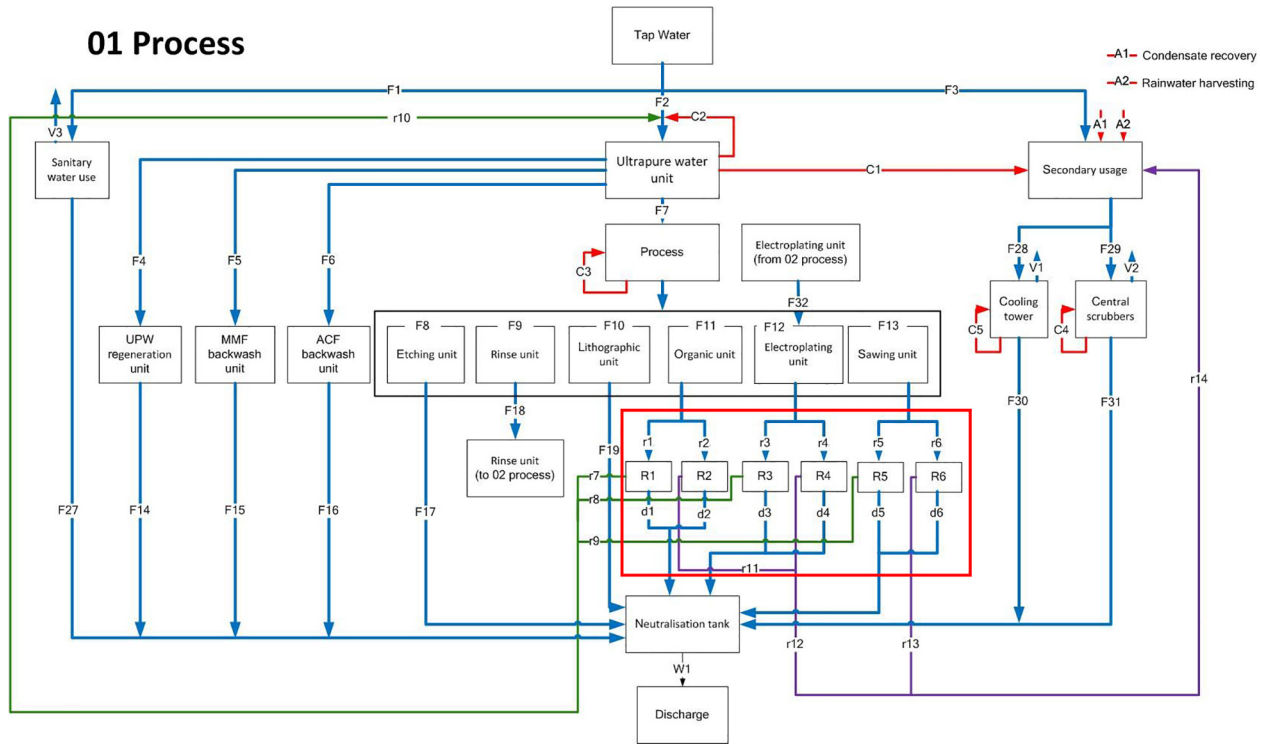 01 Process
Tap Water
A1 Condensate recovery
A2 Rainwater harvesting
F1
F2
F3
r10
C2
V3
A1
A2
Sanitary
water use
Ultrapure water
unit
C1
Secondary usage
F7
F4
F5
F6
Process
C3
Electroplating unit
(from 02 process)
F32
F28
V1
F29
V2
Cooling
tower
C5
Central
scrubbers
C4
r14
UPW
regeneration
unit
MMF
backwash
unit
ACF
backwash
unit
F8
Etching unit
F9
Rinse unit
F10
Lithographic
unit
F11
Organic unit
F12
Electroplating
unit
F13
Sawing unit
F18
Rinse unit
(to 02 process)
F19
F30
F31
r1
r2
r3
r4
r5
r6
r7
R1
R2
R3
R4
R5
R6
r8
d1
d2
d3
d4
d5
d6
F27
F14
F15
F16
F17
r9
r11
Neutralisation tank
r12
r13
W1
Discharge